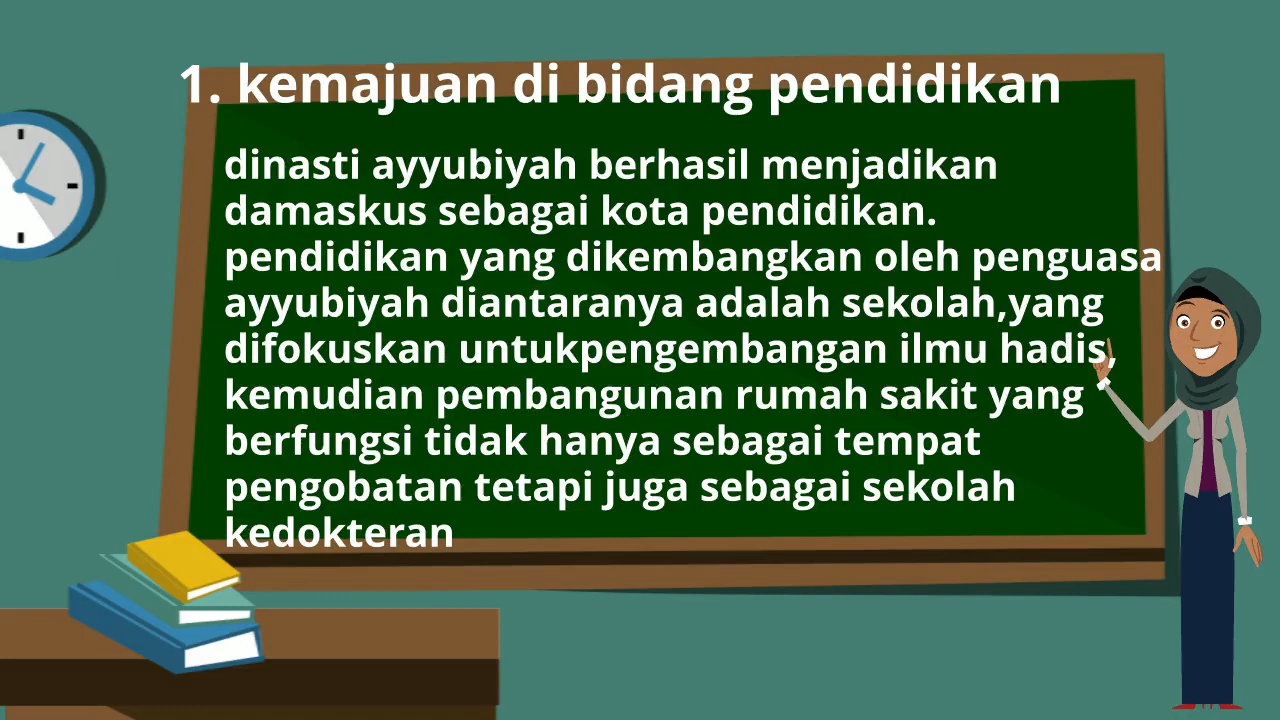 1. kemajuan di bidang pendidikan
dinasti ayyubiyah berhasil menjadikan
damaskus sebagai kota pendidikan.
pendidikan yang dikembangkan oleh penguasa
ayyubiyah diantaranya adalah sekolah,yang
difokuskan untukpengembangan ilmu hadis,
kemudian pembangunan rumah sakit yang
berfungsi tidak hanya sebagai tempat
pengobatan tetapi juga sebagai sekolah
kedokteran